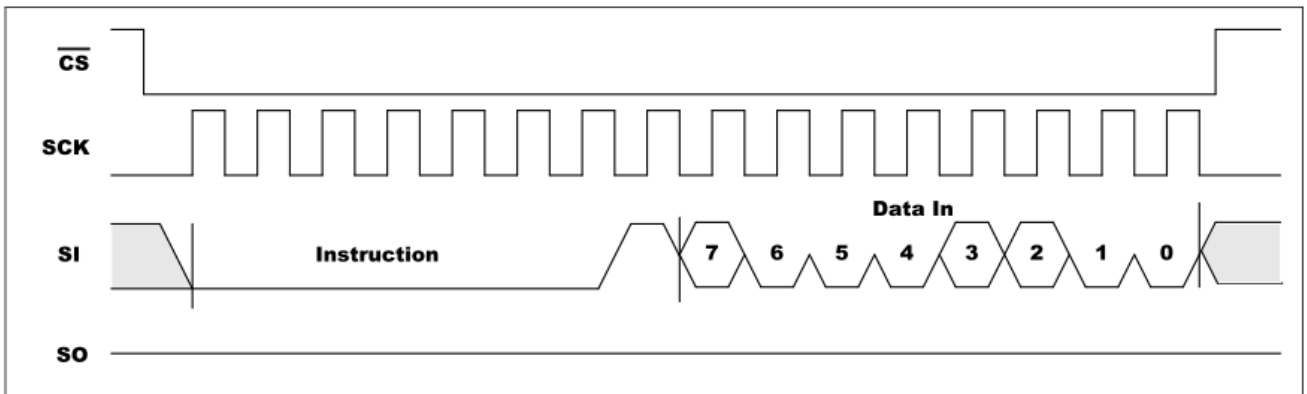 CS
SCK
Data In
SI Instruction 7 6 5 4 3 2 1 0
SO